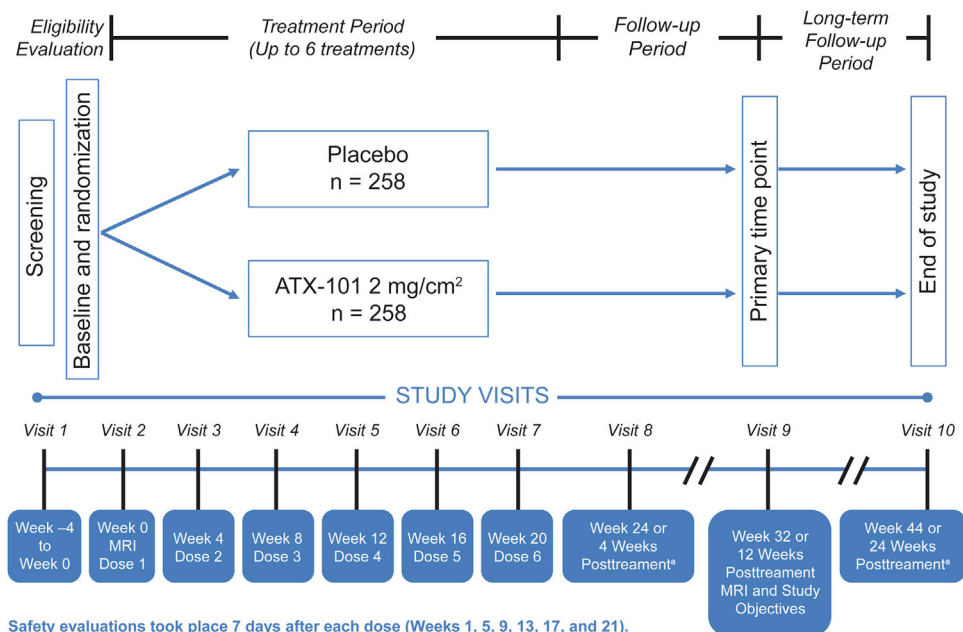 Eligibility
Evaluation
Treatment Period
(Up to 6 treatments)
Follow-up
Period
Long-term
Follow-up
Period
Screening
Baseline and randomization
Placebo
n = 258
ATX-101 2 mg/cm²
n = 258
Primary time point
End of study
STUDY VISITS
Visit 1
Visit 2
Visit 3
Visit 4
Visit 5
Visit 6
Visit 7
Visit 8
Visit 9
Visit 10
Week –4
to
Week 0
Week 0
MRI
Dose 1
Week 4
Dose 2
Week 8
Dose 3
Week 12
Dose 4
Week 16
Dose 5
Week 20
Dose 6
Week 24 or
4 Weeks
Posttreamentᵃ
Week 32 or
12 Weeks
Posttreament
MRI and Study
Objectives
Week 44 or
24 Weeks
Posttreamentᵃ
Safety evaluations took place 7 days after each dose (Weeks 1, 5, 9, 13, 17, and 21).